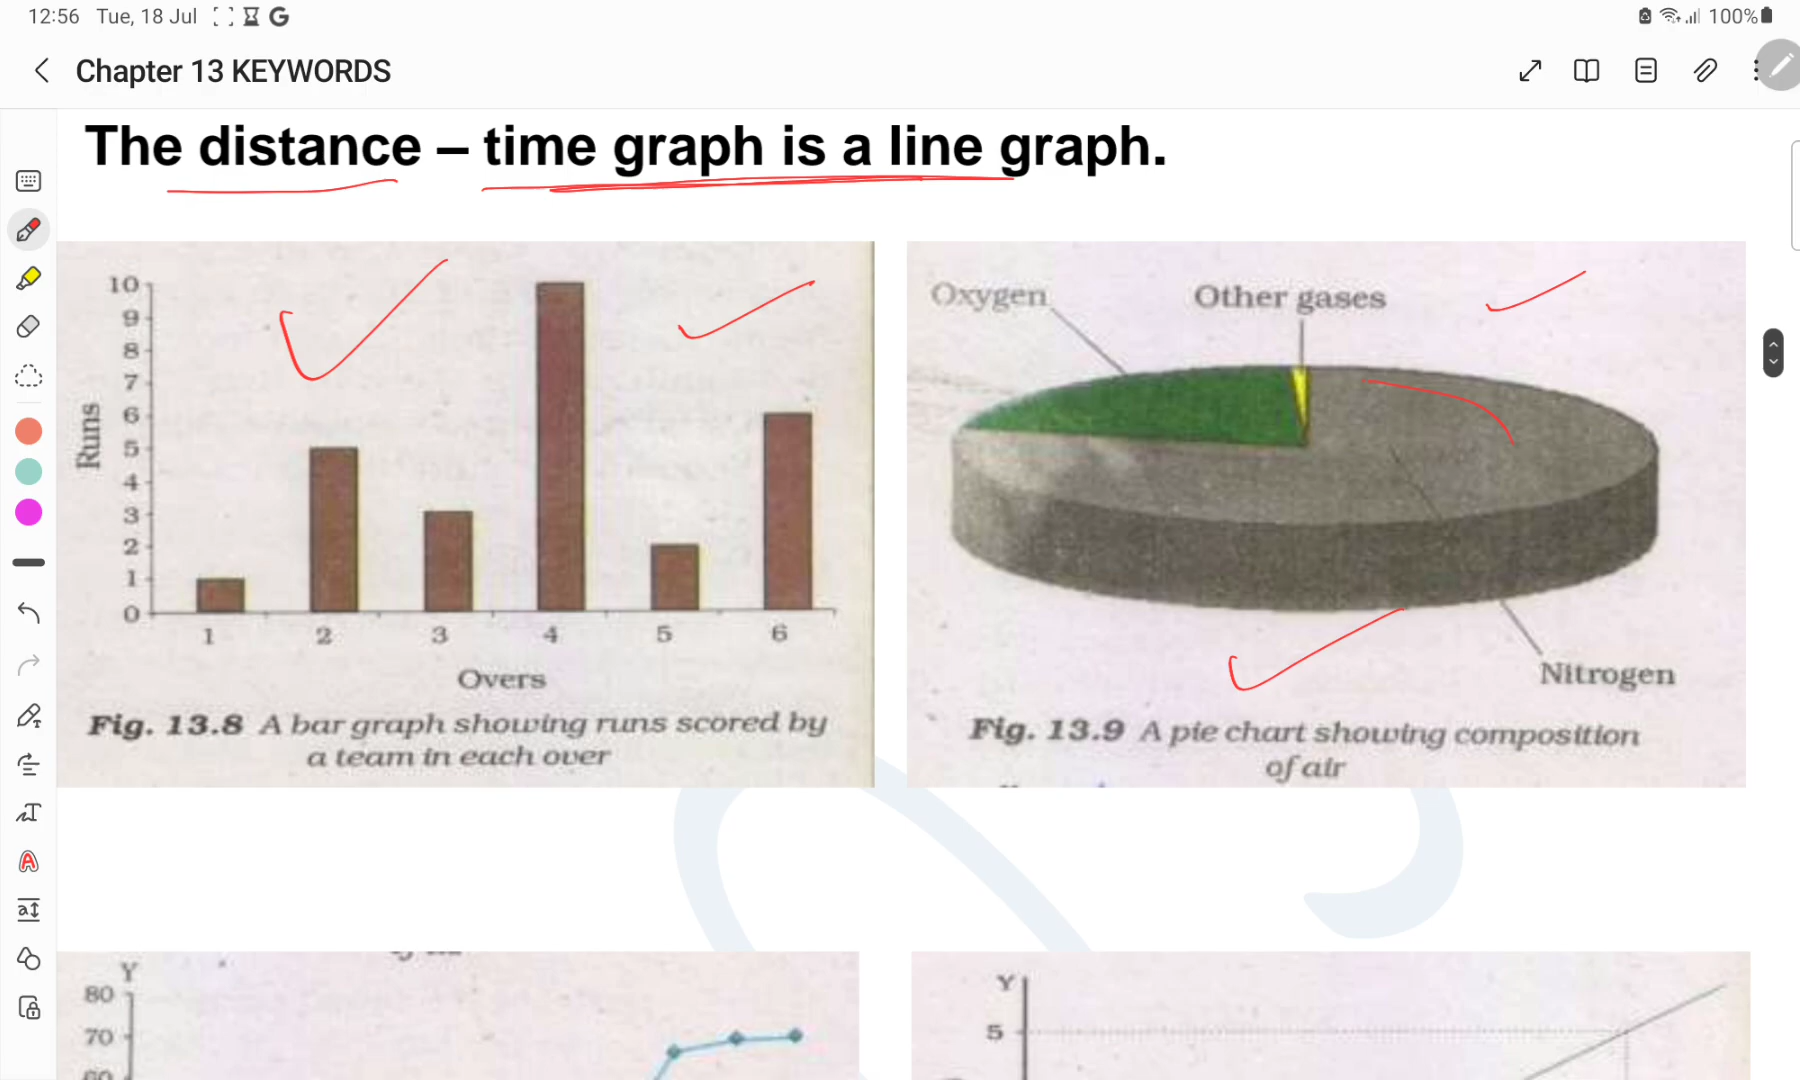 12:56 Tue, 18 Jul
100%
Chapter 13 KEYWORDS
The distance – time graph is a line graph.
10
9
8
7
6
5
4
3
2
1
0
Runs
1 2 3 4 5 6
Overs
Fig. 13.8 A bar graph showing runs scored by
a team in each over
Oxygen
Other gases
Nitrogen
Fig. 13.9 A pie chart showing composition
of air
Y
80
70
60
Y
5